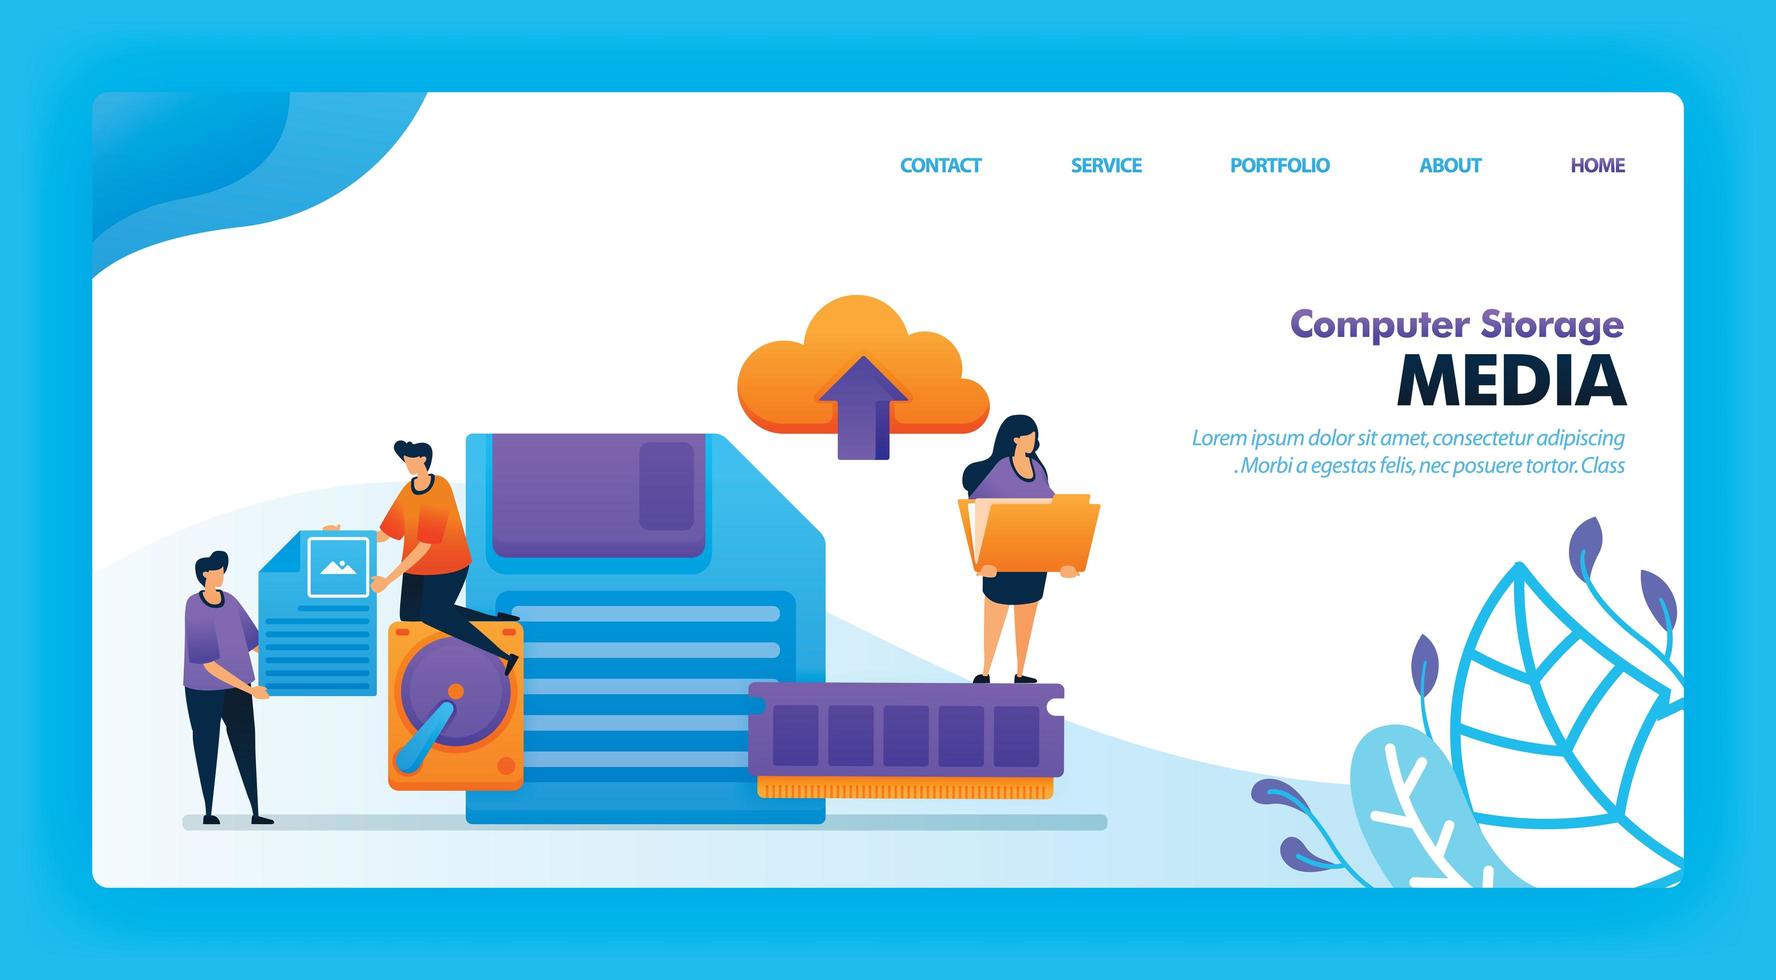 CONTACT SERVICE PORTFOLIO ABOUT HOME
Computer Storage
MEDIA
Lorem ipsum dolor sit amet, consectetur adipiscing
. Morbi a egestas felis, nec posuere tortor. Class